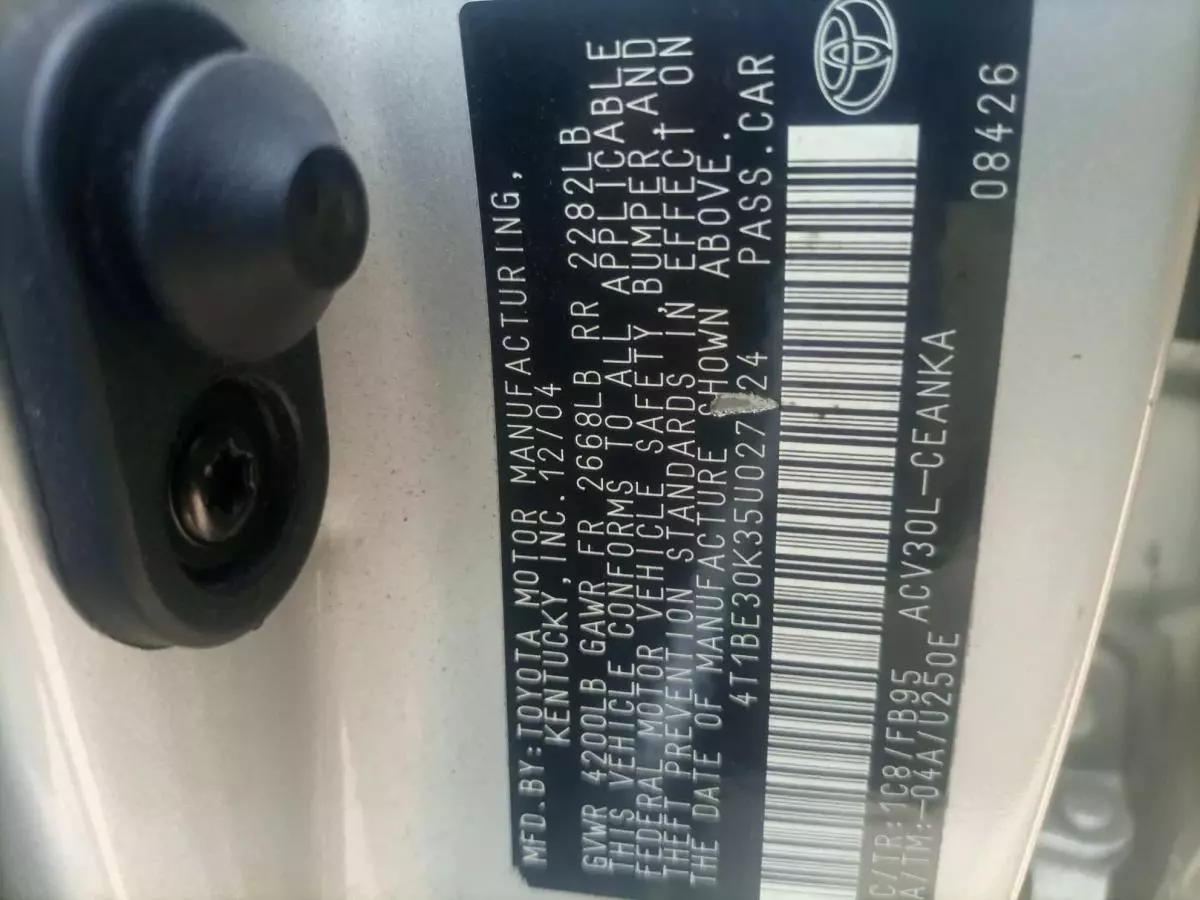 MFD.BY:TOYOTA MOTOR MANUFACTURING,
KENTUCKY,INC.12/04
GVWR 4200LB GAWR FR 2668LB RR 2282LB
THIS VEHICLE CONFORMS TO ALL APPLICABLE
FEDERAL MOTOR VEHICLE SAFETY,BUMPER,AND
THEFT PREVENTION STANDARDS IN EFFECT ON
THE DATE OF MANUFACTURE SHOWN ABOVE.
PASS.CAR
C/TR:1C8/FB95 ACV30L-CEANKA
A/TM:-04A/U250E 08426